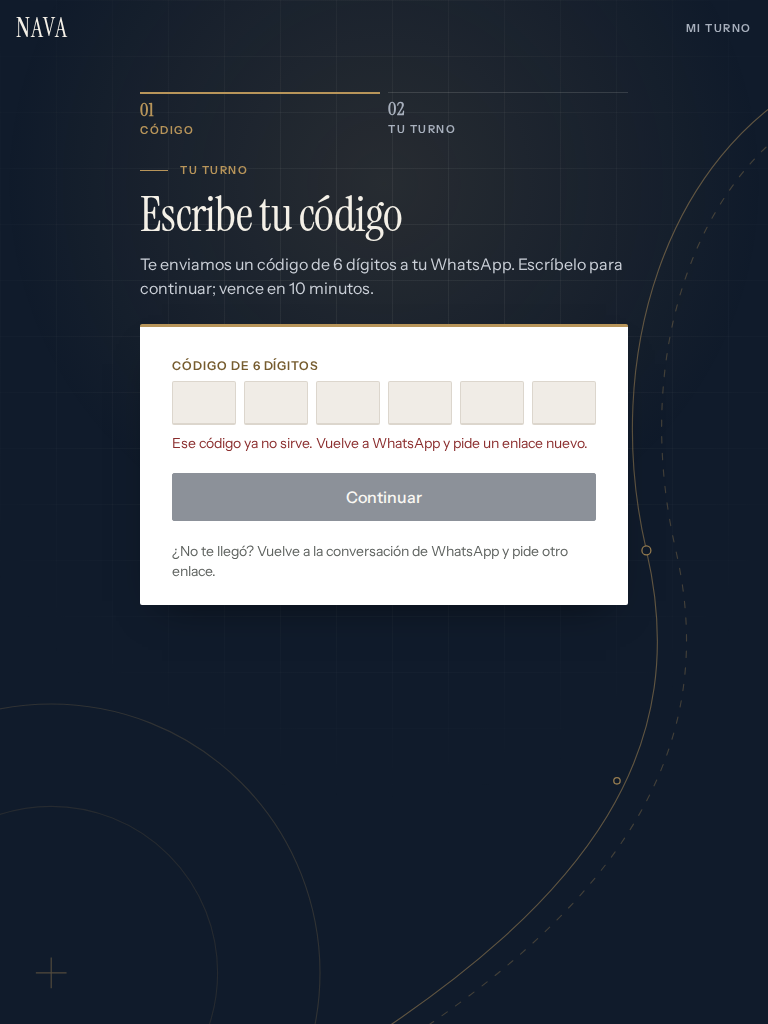 NAVA
MI TURNO
01
CÓDIGO
02
TU TURNO
TU TURNO
Escribe tu código
Te enviamos un código de 6 dígitos a tu WhatsApp. Escríbelo para
continuar; vence en 10 minutos.
CÓDIGO DE 6 DÍGITOS
Ese código ya no sirve. Vuelve a WhatsApp y pide un enlace nuevo.
Continuar
¿No te llegó? Vuelve a la conversación de WhatsApp y pide otro
enlace.